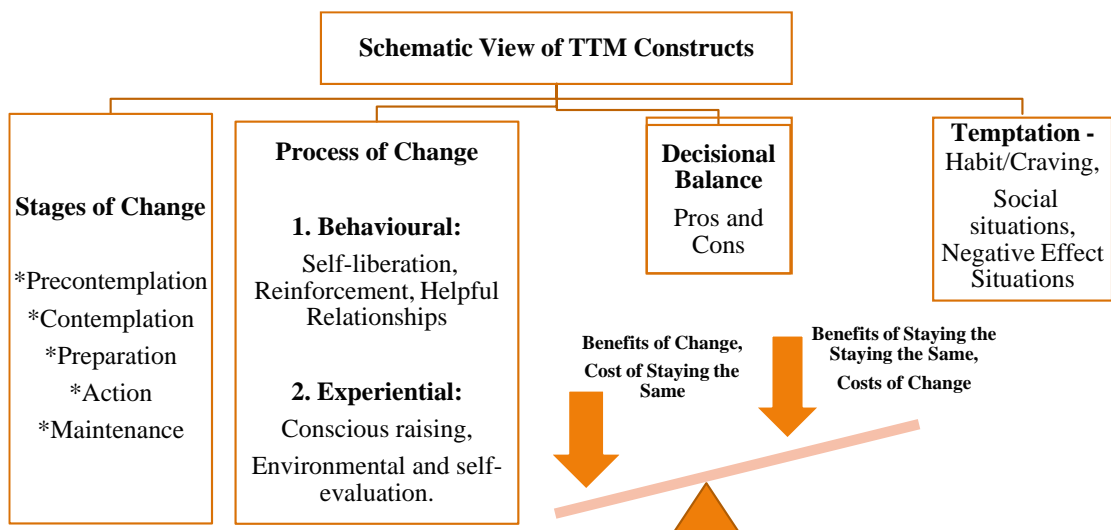 Schematic View of TTM Constructs
Stages of Change
*Precontemplation
*Contemplation
*Preparation
*Action
*Maintenance
Process of Change
1. Behavioural:
Self-liberation,
Reinforcement, Helpful
Relationships
2. Experiential:
Conscious raising,
Environmental and self-
evaluation.
Decisional
Balance
Pros and
Cons
Temptation -
Habit/Craving,
Social
situations,
Negative Effect
Situations
Benefits of Change,
Cost of Staying the
Same
Benefits of Staying the
Staying the Same,
Costs of Change